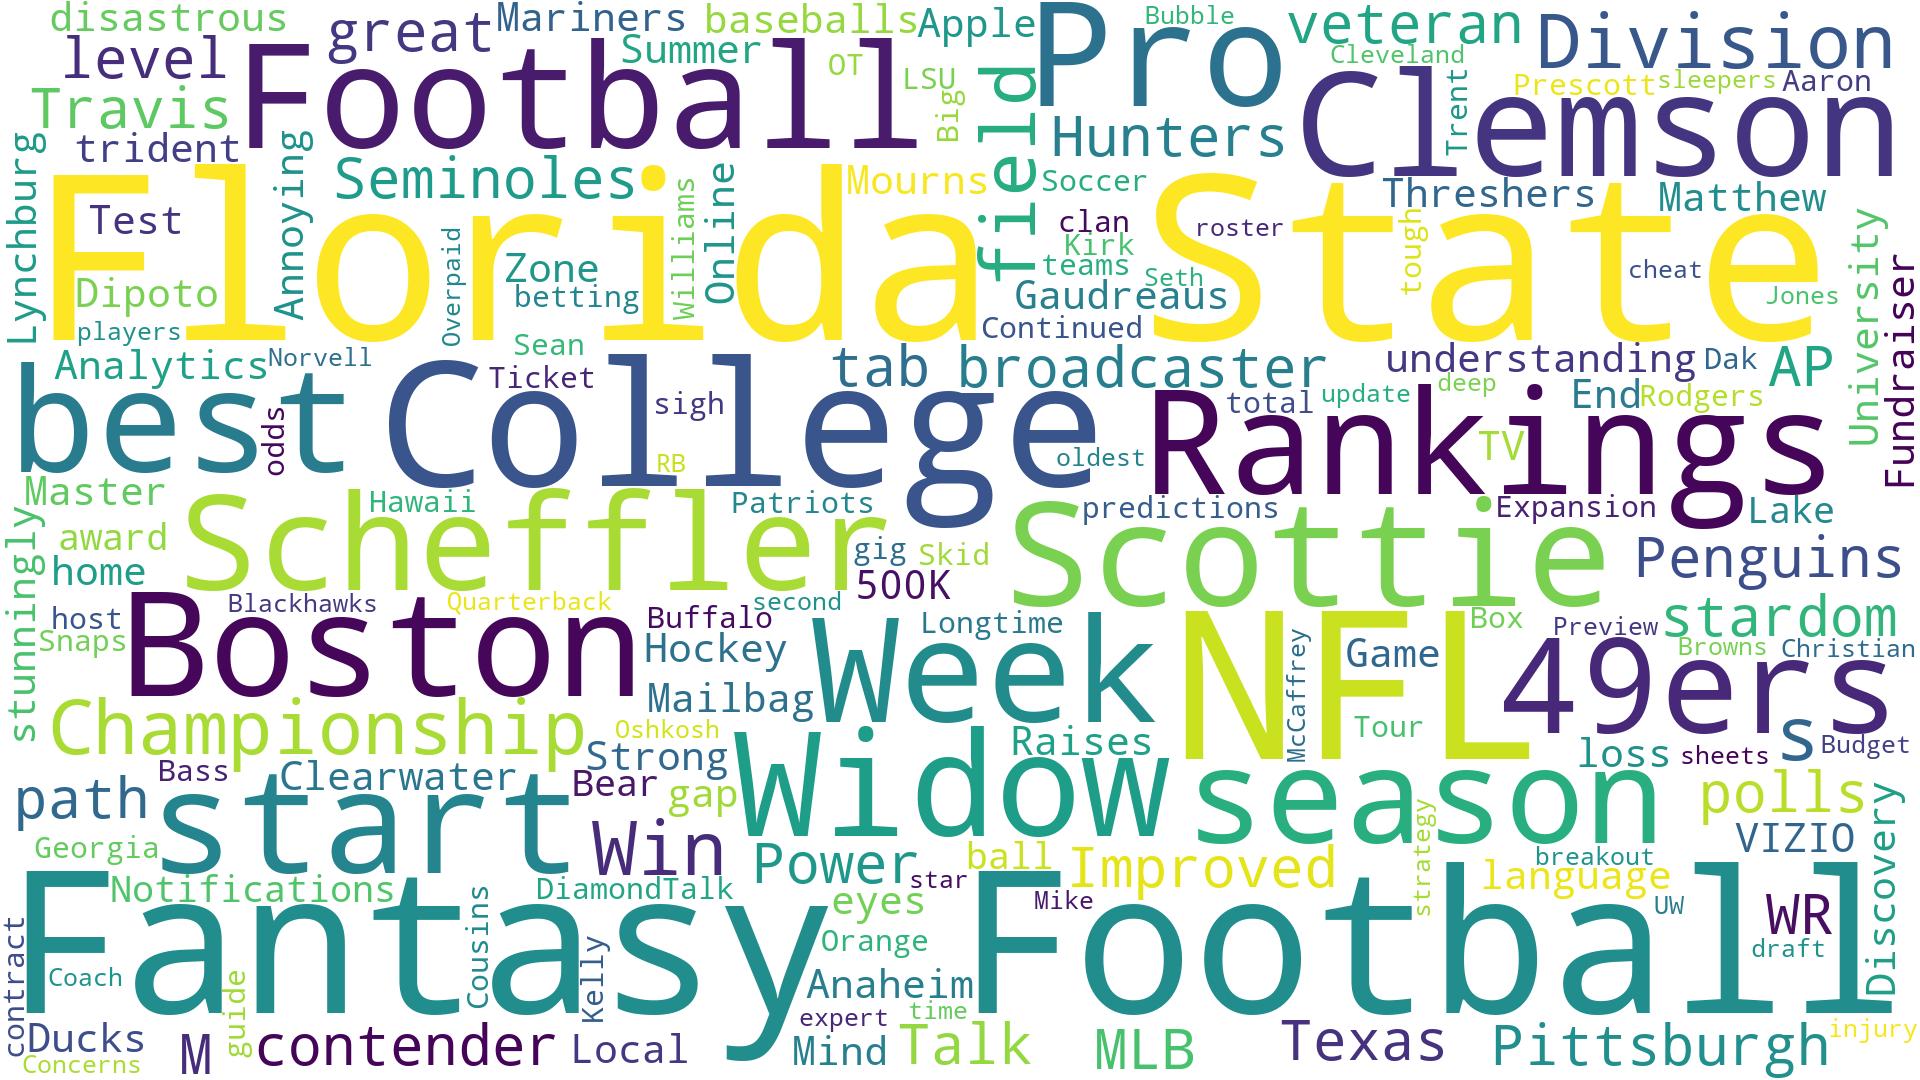 disastrous
great
Mariners
baseballs
Apple
Pro
Bubble
veteran
Division
level
Football
Summer
OT
LSU
Cleveland
Clemson
Travis
Big
field
Hunters
Trent
Prescott
sleepers
Aaron
trident
Lynchburg
Annoying
Seminoles
Online
Mourns
Soccer
Threshers
Matthew
Florida State
Test
Williams
clan
roster
tough
University
Overpaid
Zone
Kirk
teams
Seth
cheat
Dipoto
betting
Gaudreaus
Jones
Fundraiser
players
Continued
Analytics
Norvell
Sean
tab
broadcaster
understanding
Dak
AP
best
College
Ticket
sigh
Rankings
total
update
deep
End
Rodgers
odds
RB
oldest
TV
Master
Scheffler
Hawaii
Patriots
Scottie
predictions
Expansion
Lake
stunningly
award
home
gig
Skid
500K
Penguins
host
Blackhawks
Quarterback
Buffalo
second
Longtime
Box
Preview
stardom
Snaps
Boston
Hockey
Week
NFL
McCaffrey
Game
49ers
Browns
Christian
Mailbag
Championship
Oshkosh
Strong
Widow
Raises
Tour
loss
sheets
s
Budget
Bass
Clearwater
Bear
gap
season
path
start
strategy
polls
Discovery
Georgia
Win
Power
ball
Improved
breakout
VIZIO
Notifications
DiamondTalk
star
Mike
language
UW
WR
Fantasy Football
Cousins
eyes
contract
Coach
guide
Kelly
Orange
draft
Anaheim
Ducks
expert
time
injury
Concerns
M
contender
Local
Mind
Talk
MLB
Texas
Pittsburgh